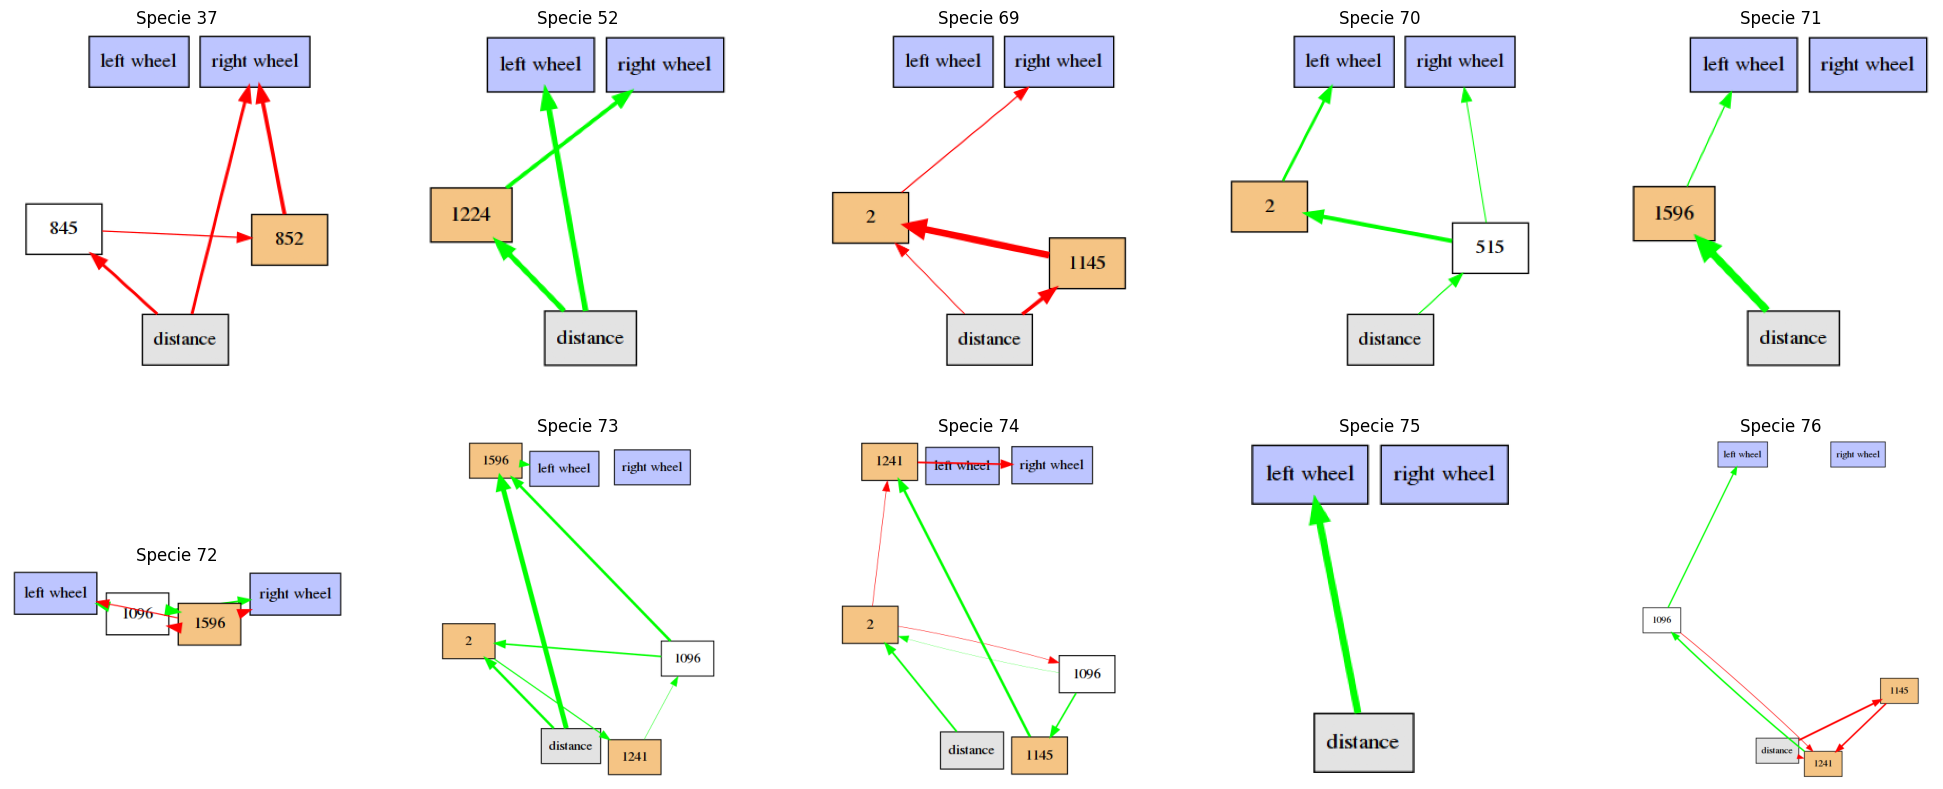 Specie 37
left wheel
right wheel
845
852
distance
Specie 52
left wheel
right wheel
1224
distance
Specie 69
left wheel
right wheel
2
1145
distance
Specie 70
left wheel
right wheel
2
515
distance
Specie 71
left wheel
right wheel
1596
distance
Specie 72
left wheel
1096
1596
right wheel
Specie 73
1596
left wheel
right wheel
2
1096
distance
1241
Specie 74
1241
left wheel
right wheel
2
1096
distance
1145
Specie 75
left wheel
right wheel
distance
Specie 76
left wheel
right wheel
1096
1145
distance
1241